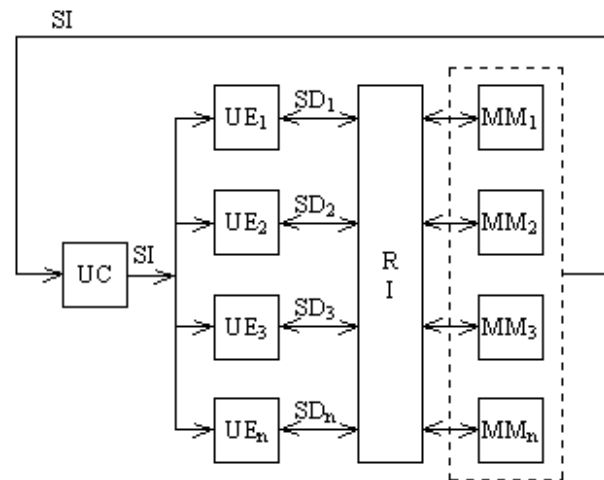 SI
UE₁ SD₁ MM₁
UE₂ SD₂ MM₂
R
I
UC SI
UE₃ SD₃ MM₃
UEₙ SDₙ MMₙ